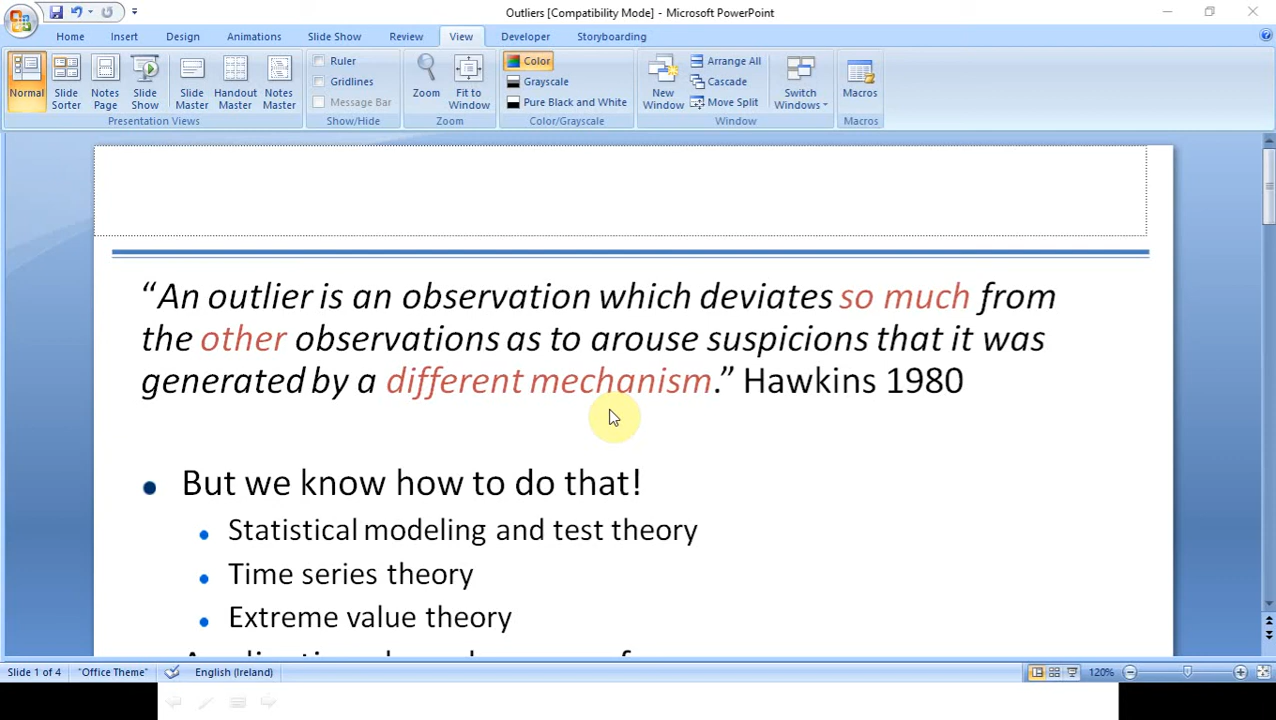 Outliers [Compatibility Mode] - Microsoft PowerPoint
Home Insert Design Animations Slide Show Review View Developer Storyboarding
Normal Slide Sorter Notes Page Slide Show Slide Master Handout Master Notes Master
Presentation Views
Ruler
Gridlines
Message Bar
Show/Hide
Zoom Fit to Window
Zoom
Color
Grayscale
Pure Black and White
Color/Grayscale
New Window
Arrange All
Cascade
Move Split
Switch Windows
Window
Macros
Macros
“An outlier is an observation which deviates so much from
the other observations as to arouse suspicions that it was
generated by a different mechanism.” Hawkins 1980
But we know how to do that!
Statistical modeling and test theory
Time series theory
Extreme value theory
Slide 1 of 4 "Office Theme" English (Ireland) 120%